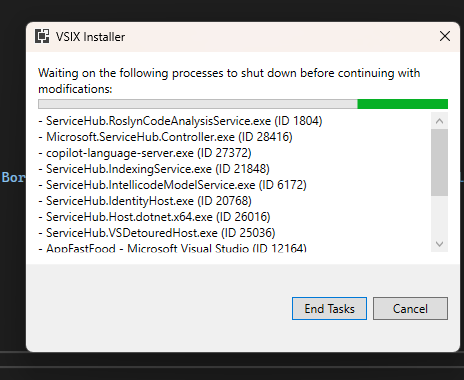 VSIX Installer
Waiting on the following processes to shut down before continuing with
modifications:
- ServiceHub.RoslynCodeAnalysisService.exe (ID 1804)
- Microsoft.ServiceHub.Controller.exe (ID 28416)
- copilot-language-server.exe (ID 27372)
- ServiceHub.IndexingService.exe (ID 21848)
Bor
- ServiceHub.IntellicodeModelService.exe (ID 6172)
- ServiceHub.IdentityHost.exe (ID 20768)
- ServiceHub.Host.dotnet.x64.exe (ID 26016)
- ServiceHub.VSDetouredHost.exe (ID 25036)
- AppFastFood - Microsoft Visual Studio (ID 12164)
End Tasks
Cancel